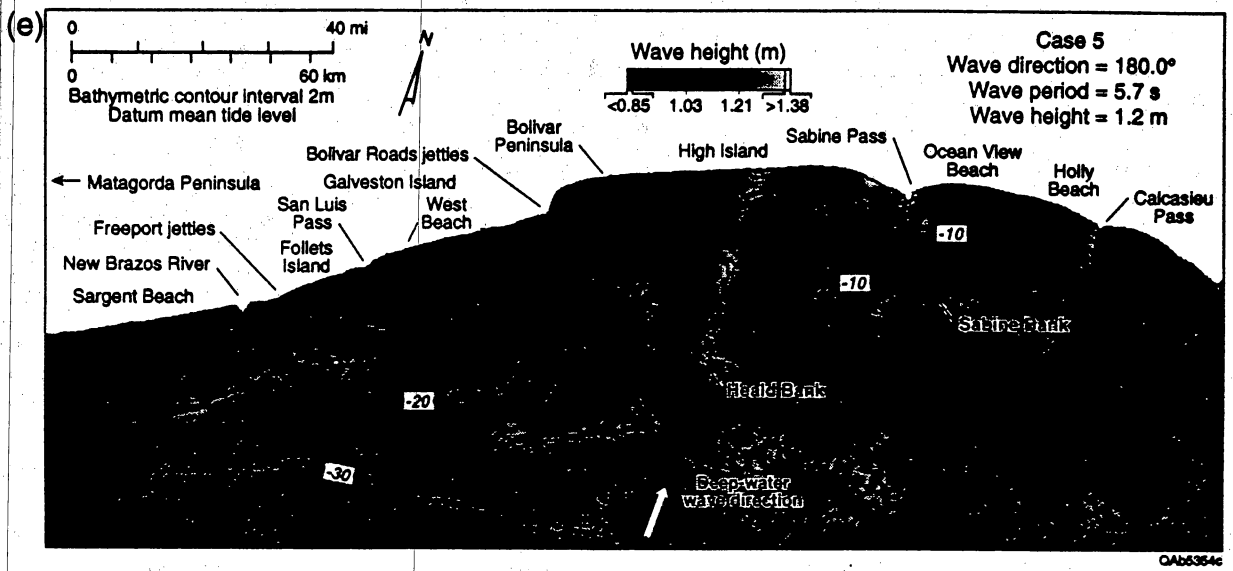 (e)
0 40 mi
0 60 km
Bathymetric contour interval 2m
Datum mean tide level
N
Wave height (m)
<0.85 1.03 1.21 >1.38
Case 5
Wave direction = 180.0°
Wave period = 5.7 s
Wave height = 1.2 m
Matagorda Peninsula
Sargent Beach
New Brazos River
Freeport jetties
Follets
Island
San Luis
Pass
Galveston Island
West
Beach
Bolivar Roads jetties
Bolivar
Peninsula
High Island
Sabine Pass
Ocean View
Beach
Holly
Beach
Calcasieu
Pass
-10
-10
Sabine Bank
Heald Bank
-20
-30
Deep-water
wave direction
QAb5354c